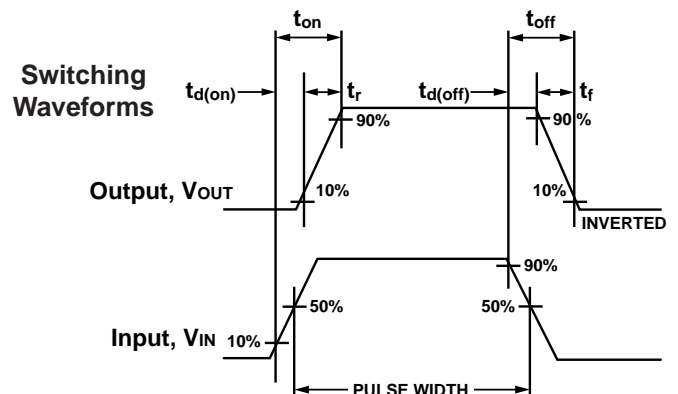 ton toff
Switching
Waveforms
td(on) tr td(off) tf
90% 90 %
Output, VOUT 10% 10%
INVERTED
90%
50% 50%
Input, VIN 10%
PULSE WIDTH